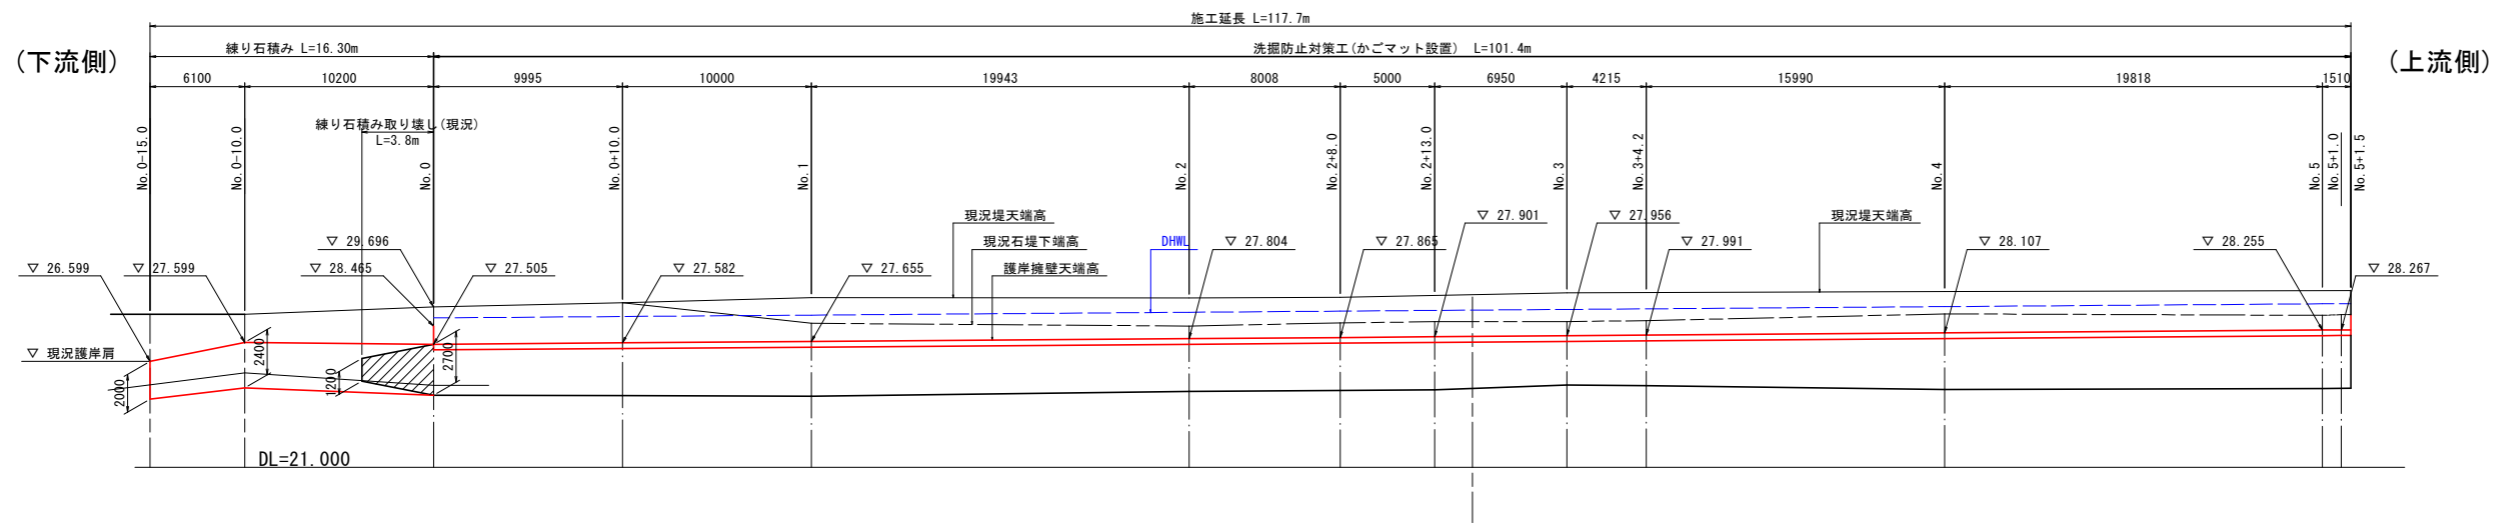 施工延長 L=117.7m
(下流側)
練り石積み L=16.30m
洗掘防止対策工(かごマット設置) L=101.4m
(上流側)
6100
10200
9995
10000
19943
8008
5000
6950
4215
15990
19818
1510
練り石積み取り壊し(現況)
L=3.8m
No.0-15.0
No.0-10.0
No.0
No.0+10.0
No.1
No.2
No.2+8.0
No.2+13.0
No.3
No.3+4.2
No.4
No.5
No.5+1.0
No.5+1.5
現況堤天端高
▽ 27.901
▽ 27.956
現況堤天端高
▽ 29.696
現況石堤下端高
DHWL
▽ 27.804
▽ 27.865
▽ 27.991
▽ 28.107
▽ 28.255
▽ 26.599
▽ 27.599
▽ 28.465
▽ 27.505
▽ 27.582
▽ 27.655
護岸擁壁天端高
▽ 28.267
▽ 現況護岸肩
2000
2400
1200
2700
DL=21.000